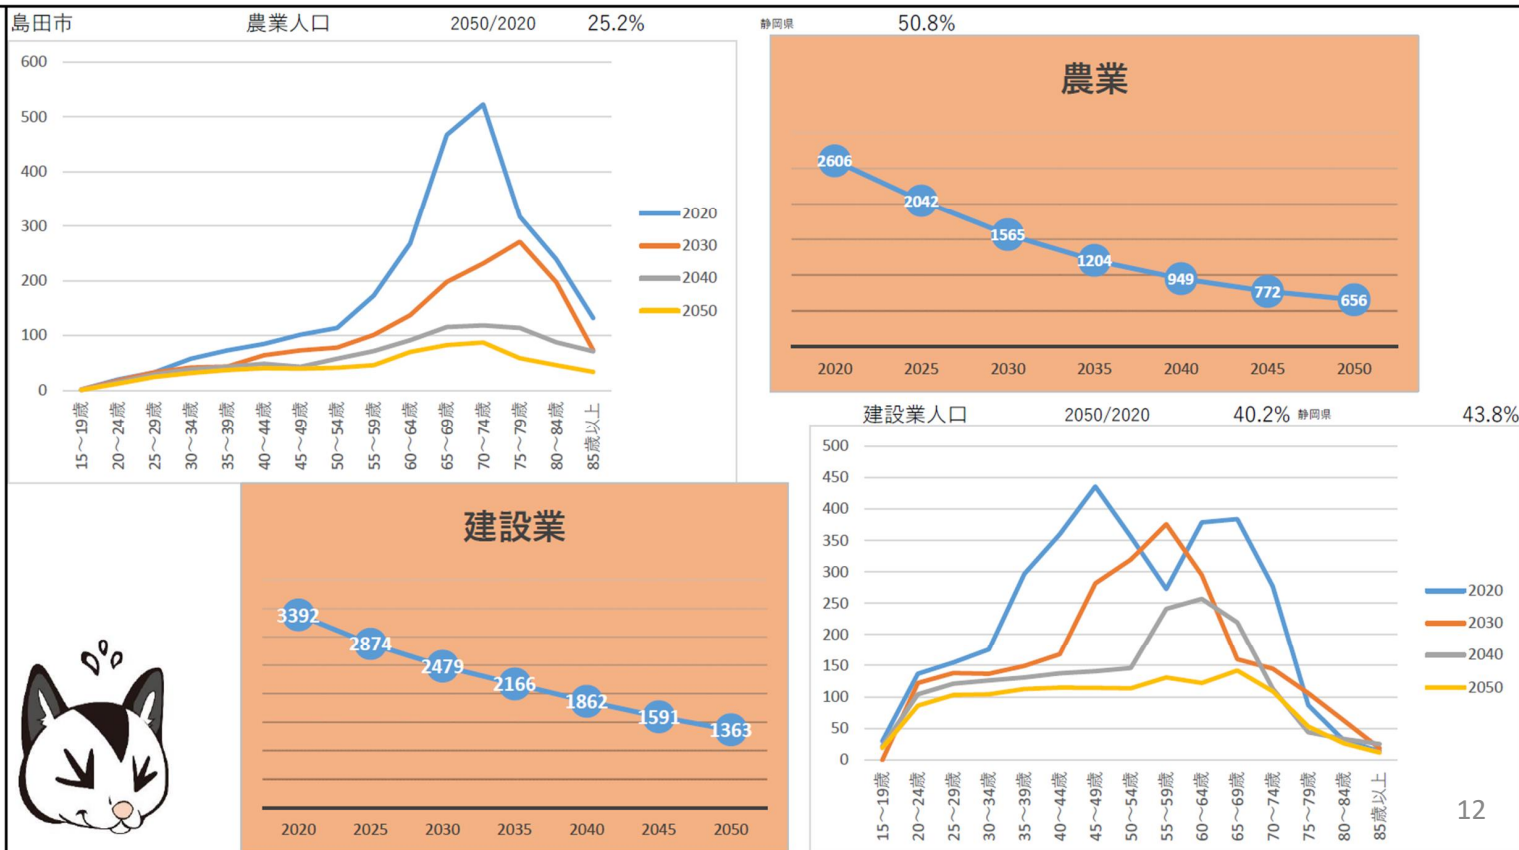 島田市 農業人口 2050/2020 25.2% 静岡県 50.8%
600
500
400
300
200
100
0
15～19歳
20～24歳
25～29歳
30～34歳
35～39歳
40～44歳
45～49歳
50～54歳
55～59歳
60～64歳
65～69歳
70～74歳
75～79歳
80～84歳
85歳以上
2020
2030
2040
2050
農業
2606
2042
1565
1204
949
772
656
2020 2025 2030 2035 2040 2045 2050
建設業
3392
2874
2479
2166
1862
1591
1363
2020 2025 2030 2035 2040 2045 2050
建設業人口 2050/2020 40.2% 静岡県 43.8%
500
450
400
350
300
250
200
150
100
50
0
15～19歳
20～24歳
25～29歳
30～34歳
35～39歳
40～44歳
45～49歳
50～54歳
55～59歳
60～64歳
65～69歳
70～74歳
75～79歳
80～84歳
85歳以上
2020
2030
2040
2050
12